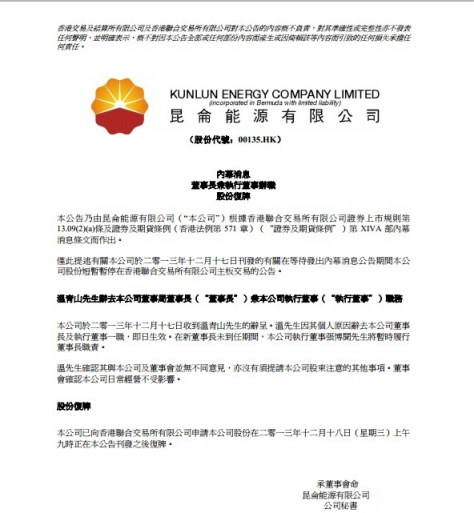 香港交易及結算所有限公司及香港聯合交易所有限公司對本公告的內容概不負責，對其準確性或完整性亦不發表
任何聲明，並明確表示，概不對因本公告全部或任何部份內容而產生或因倚賴該等內容而引致的任何損失承擔任
何責任。
KUNLUN ENERGY COMPANY LIMITED
(incorporated in Bermuda with limited liability)
昆侖能源有限公司
（股份代號：00135.HK）
內幕消息
董事長兼執行董事辭職
股份復牌
本公告乃由昆侖能源有限公司（“本公司”）根據香港聯合交易所有限公司證券上市規則第
13.09(2)(a)條及證券及期貨條例（香港法例第 571 章）（“證券及期貨條例”）第 XIVA 部內幕
消息條文而作出。
僅此提述有關本公司於二零一三年十二月十七日刊發的有關在等待發出內幕消息公告期間本公
司股份短暫暫停在香港聯合交易所有限公司主板交易的公告。
溫青山先生辭去本公司董事局董事長（“董事長”）兼本公司執行董事（“執行董事”）職務
本公司於二零一三年十二月十七日收到溫青山先生的辭呈。溫先生因其個人原因辭去本公司董事
長及執行董事一職，即日生效。在新董事長未到任期間，本公司執行董事張博聞先生將暫時履行
董事長職責。
溫先生確認其與本公司及董事會並無不同意見，亦沒有須提請本公司股東注意的其他事項。董事
會確認本公司日常經營不受影響。
股份復牌
本公司已向香港聯合交易所有限公司申請本公司股份在二零一三年十二月十八日（星期三）上午
九時正在本公告刊發之後復牌。
承董事會命
昆侖能源有限公司
公司秘書